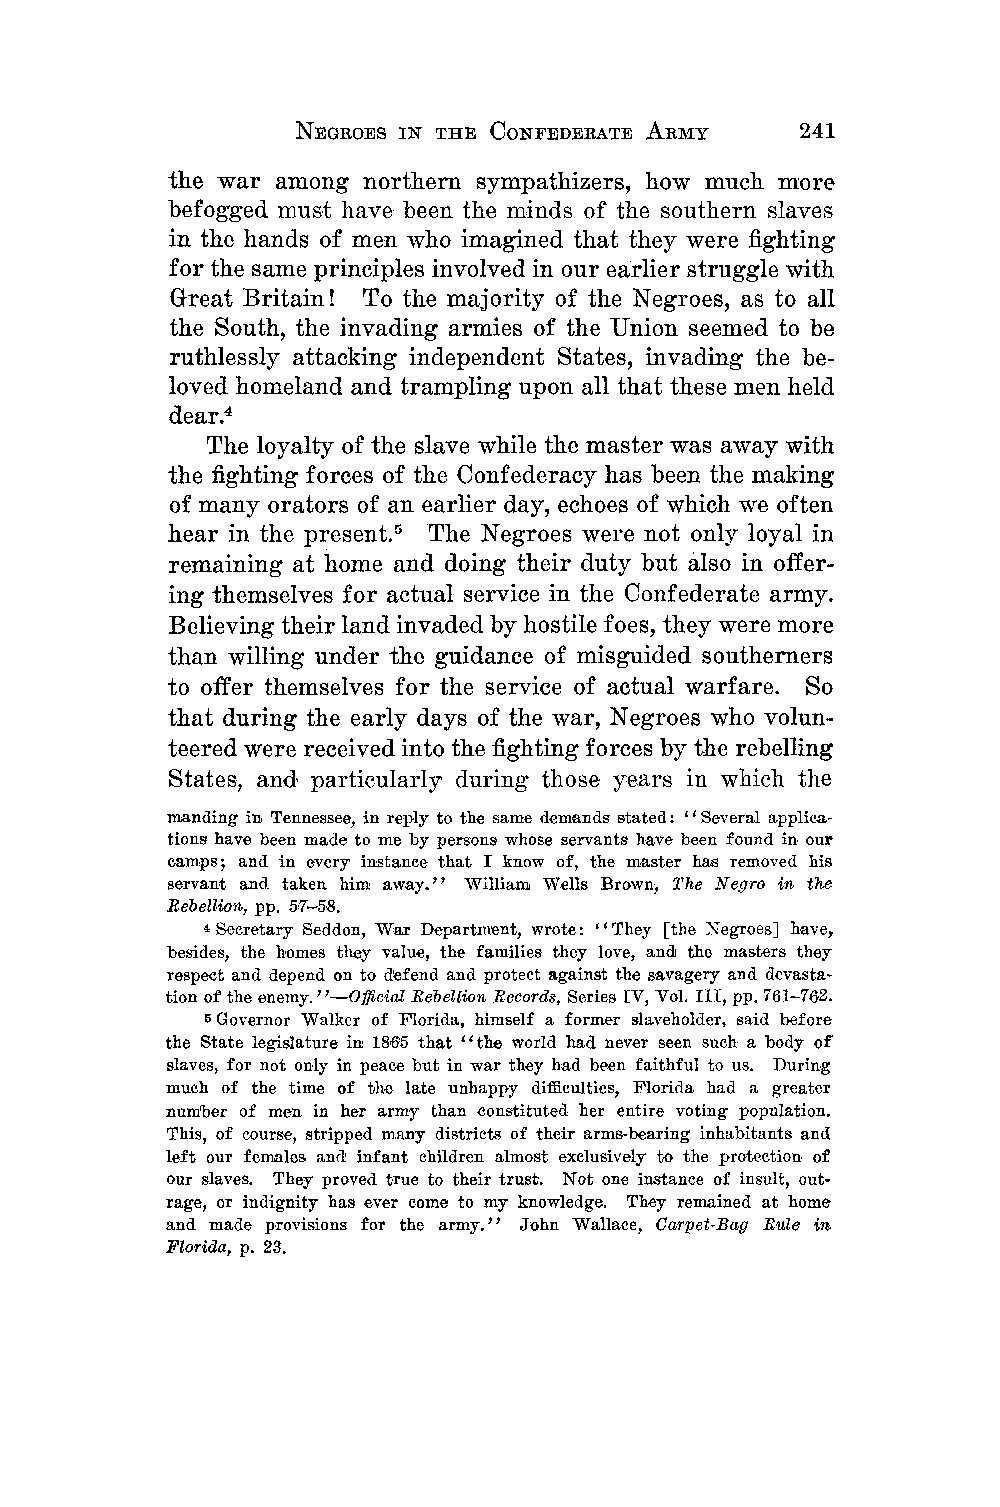 NEGROES IN THE CONFEDERATE ARMY 241
the war among northern sympathizers, how much more
befogged must have been the minds of the southern slaves
in the hands of men who imagined that they were fighting
for the same principles involved in our earlier struggle with
Great Britain! To the majority of the Negroes, as to all
the South, the invading armies of the Union seemed to be
ruthlessly attacking independent States, invading the be-
loved homeland and trampling upon all that these men held
dear.⁴
The loyalty of the slave while the master was away with
the fighting forces of the Confederacy has been the making
of many orators of an earlier day, echoes of which we often
hear in the present.⁵ The Negroes were not only loyal in
remaining at home and doing their duty but also in offer-
ing themselves for actual service in the Confederate army.
Believing their land invaded by hostile foes, they were more
than willing under the guidance of misguided southerners
to offer themselves for the service of actual warfare. So
that during the early days of the war, Negroes who volun-
teered were received into the fighting forces by the rebelling
States, and particularly during those years in which the
manding in Tennessee, in reply to the same demands stated: "Several applica-
tions have been made to me by persons whose servants have been found in our
camps; and in every instance that I know of, the master has removed his
servant and taken him away." William Wells Brown, The Negro in the
Rebellion, pp. 57–58.
⁴ Secretary Seddon, War Department, wrote: "They [the Negroes] have,
besides, the homes they value, the families they love, and the masters they
respect and depend on to defend and protect against the savagery and devasta-
tion of the enemy."—Official Rebellion Records, Series IV, Vol. III, pp. 761–762.
⁵ Governor Walker of Florida, himself a former slaveholder, said before
the State legislature in 1865 that "the world had never seen such a body of
slaves, for not only in peace but in war they had been faithful to us. During
much of the time of the late unhappy difficulties, Florida had a greater
number of men in her army than constituted her entire voting population.
This, of course, stripped many districts of their arms-bearing inhabitants and
left our females and infant children almost exclusively to the protection of
our slaves. They proved true to their trust. Not one instance of insult, out-
rage, or indignity has ever come to my knowledge. They remained at home
and made provisions for the army." John Wallace, Carpet-Bag Rule in
Florida, p. 23.